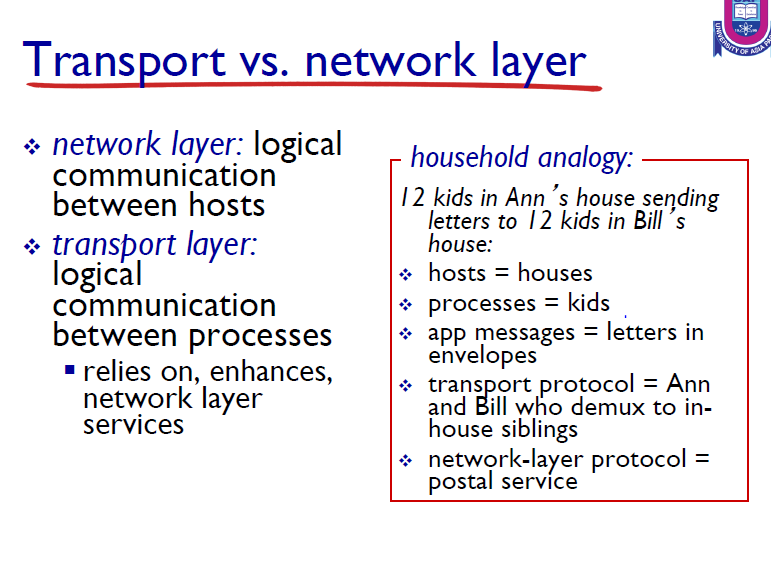 Transport vs. network layer
UNIVERSITY OF ASIA
❖ network layer: logical
communication
between hosts
❖ transport layer:
logical
communication
between processes
▪ relies on, enhances,
network layer
services
household analogy:
12 kids in Ann’s house sending
letters to 12 kids in Bill’s
house:
❖ hosts = houses
❖ processes = kids
❖ app messages = letters in
envelopes
❖ transport protocol = Ann
and Bill who demux to in-
house siblings
❖ network-layer protocol =
postal service